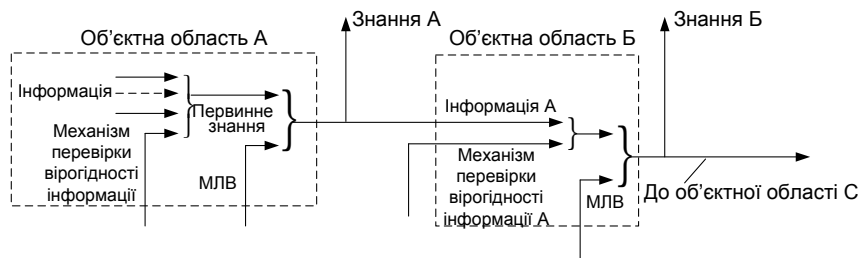 Знання А
Знання Б
Об’єктна область А
Об’єктна область Б
Інформація
Первинне
знання
Механізм
перевірки
вірогідності
інформації
МЛВ
Інформація А
Механізм
перевірки
вірогідності
інформації А
МЛВ
До об’єктної області С